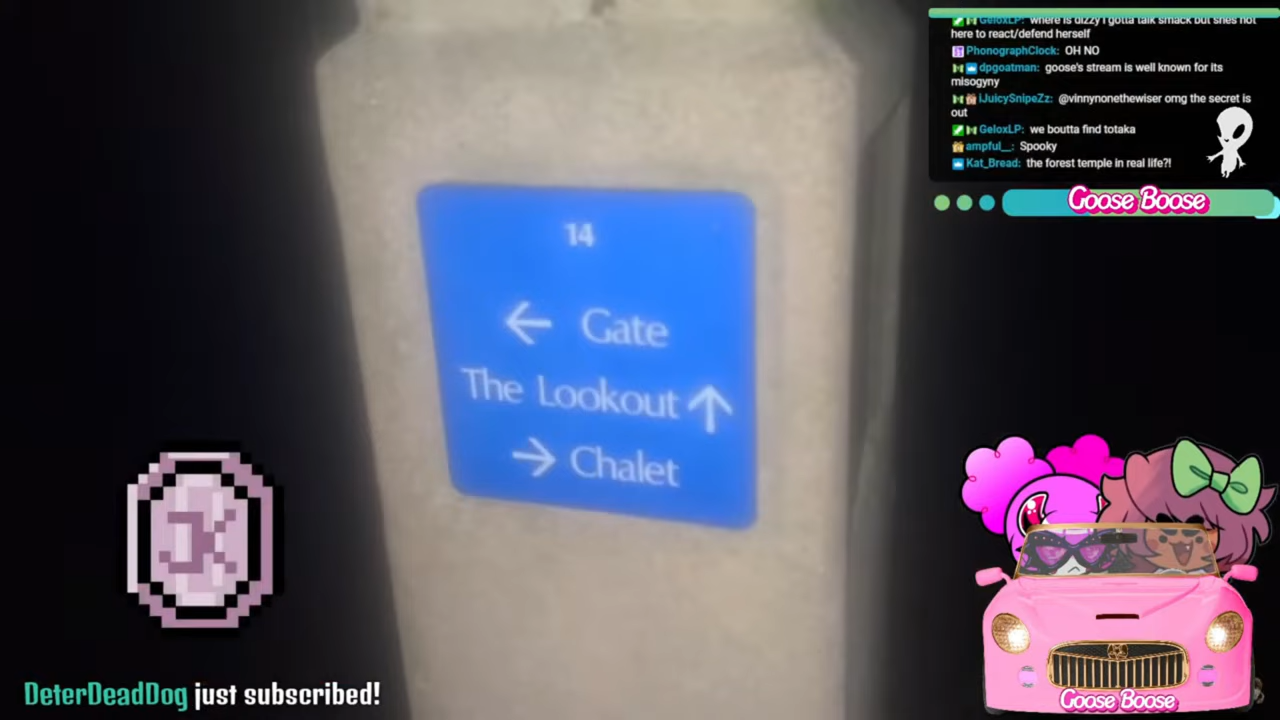 GeloxLP: where is dizzy i gotta talk smack but shes not
here to react/defend herself
PhonographClock: OH NO
dpgoatman: goose's stream is well known for its
misogyny
iJuicySnipeZz: @vinnynonethewiser omg the secret is
out
GeloxLP: we boutta find totaka
ampful__: Spooky
Kat_Bread: the forest temple in real life?!
Goose Boose
14
← Gate
The Lookout ↑
→ Chalet
DeterDeadDog just subscribed!
Goose Boose